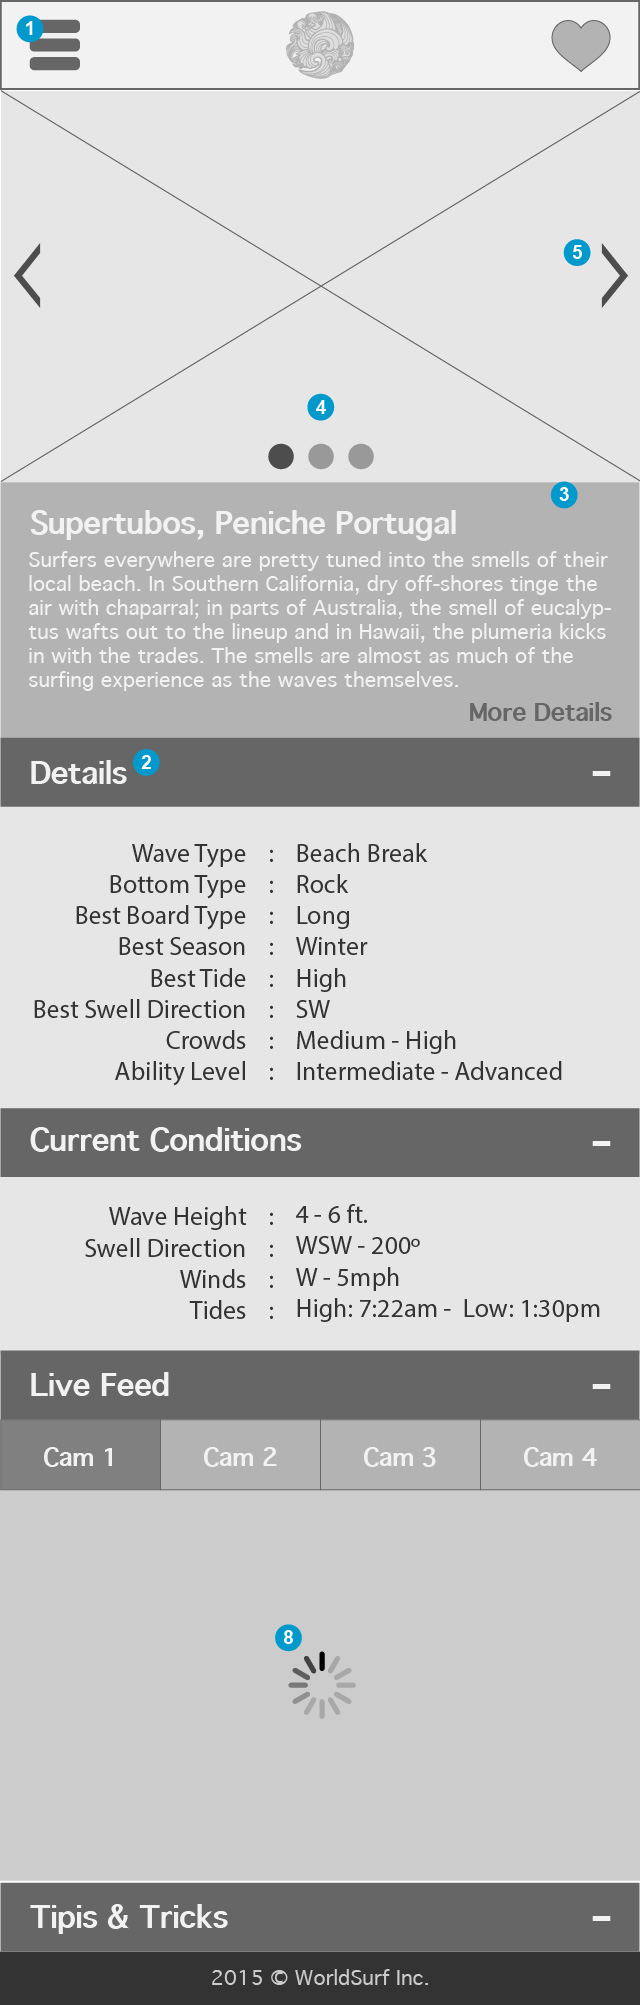 1
5
4
3
Supertubos, Peniche Portugal
Surfers everywhere are pretty tuned into the smells of their
local beach. In Southern California, dry off-shores tinge the
air with chaparral; in parts of Australia, the smell of eucalyp-
tus wafts out to the lineup and in Hawaii, the plumeria kicks
in with the trades. The smells are almost as much of the
surfing experience as the waves themselves.
More Details
Details 2 –
Wave Type : Beach Break
Bottom Type : Rock
Best Board Type : Long
Best Season : Winter
Best Tide : High
Best Swell Direction : SW
Crowds : Medium - High
Ability Level : Intermediate - Advanced
Current Conditions –
Wave Height : 4 - 6 ft.
Swell Direction : WSW - 200º
Winds : W - 5mph
Tides : High: 7:22am - Low: 1:30pm
Live Feed –
Cam 1 Cam 2 Cam 3 Cam 4
8
Tipis & Tricks –
2015 © WorldSurf Inc.